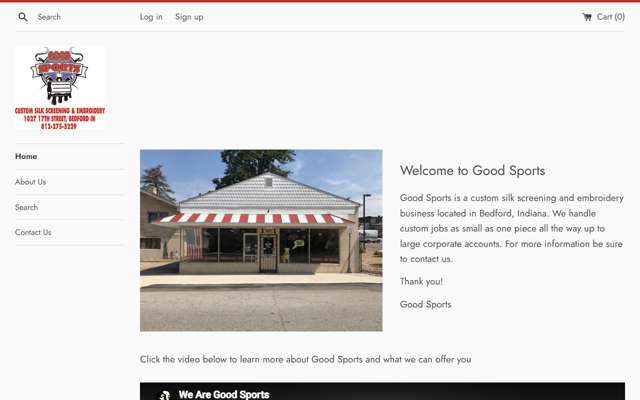 Search
Log in
Sign up
Cart (0)
GOOD
SPORTS
CUSTOM SILK SCREENING & EMBROIDERY
1027 17TH STREET, BEDFORD IN
812-275-5229
Home
About Us
Search
Contact Us
Welcome to Good Sports
Good Sports is a custom silk screening and embroidery
business located in Bedford, Indiana. We handle
custom jobs as small as one piece all the way up to
large corporate accounts. For more information be sure
to contact us.
Thank you!
Good Sports
Click the video below to learn more about Good Sports and what we can offer you
We Are Good Sports